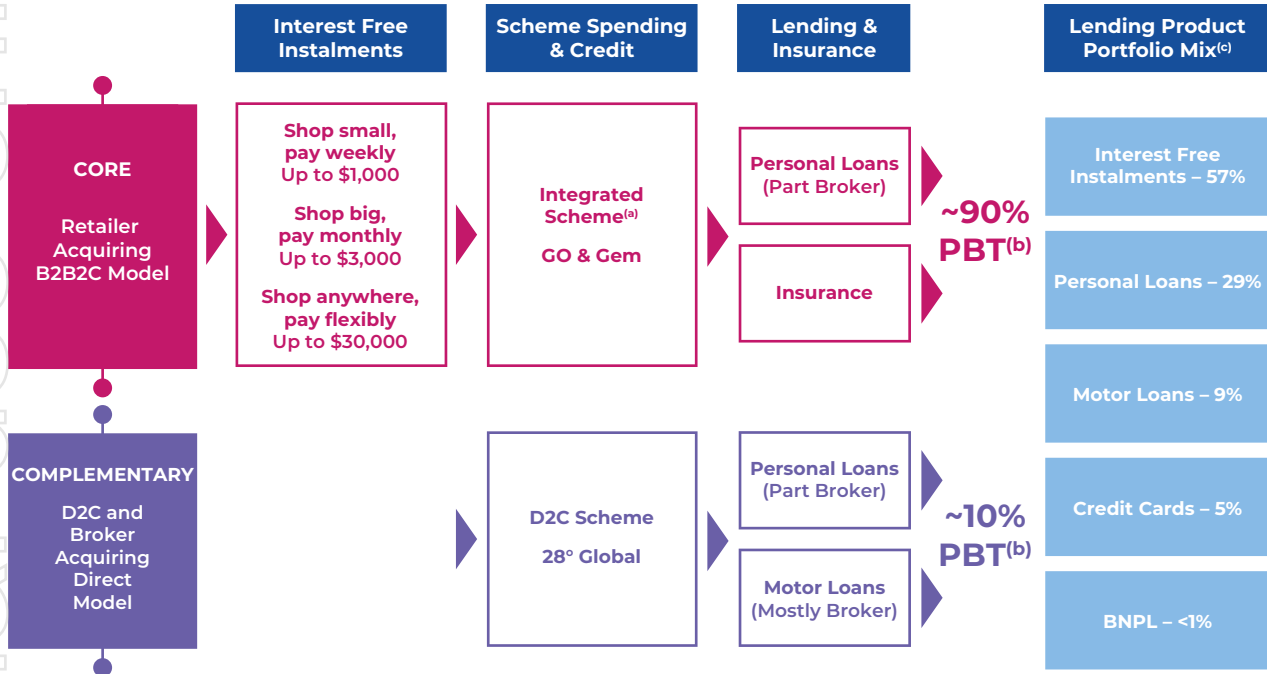 Interest Free
Instalments
Scheme Spending
& Credit
Lending &
Insurance
Lending Product
Portfolio Mix(c)
CORE
Retailer
Acquiring
B2B2C Model
Shop small,
pay weekly
Up to $1,000
Shop big,
pay monthly
Up to $3,000
Shop anywhere,
pay flexibly
Up to $30,000
Integrated
Scheme(a)
GO & Gem
Personal Loans
(Part Broker)
Insurance
~90%
PBT(b)
COMPLEMENTARY
D2C and
Broker
Acquiring
Direct
Model
D2C Scheme
28° Global
Personal Loans
(Part Broker)
Motor Loans
(Mostly Broker)
~10%
PBT(b)
Interest Free
Instalments – 57%
Personal Loans – 29%
Motor Loans – 9%
Credit Cards – 5%
BNPL – <1%